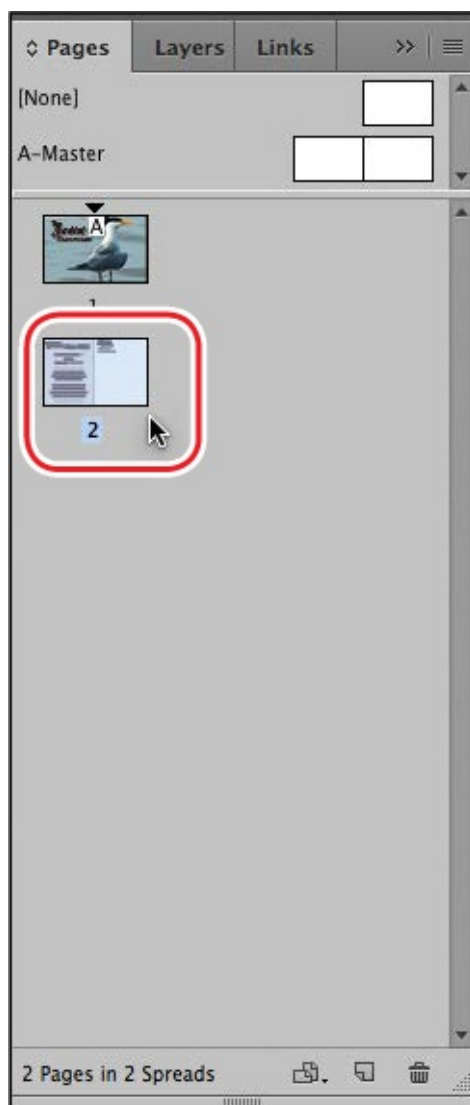 Pages Layers Links
[None]
A-Master
A
1
2
2 Pages in 2 Spreads